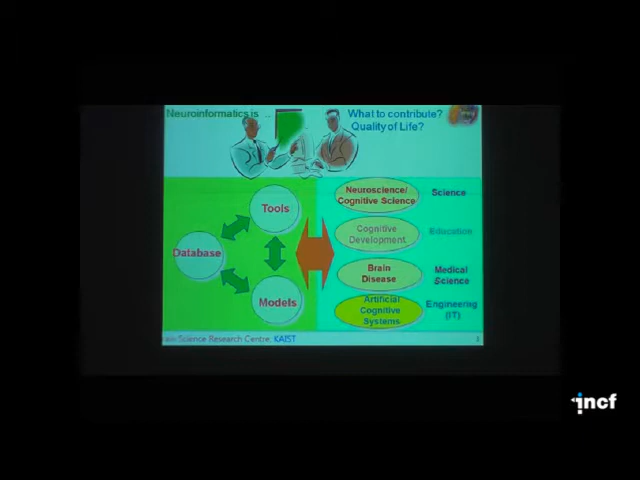 Neuroinformatics is ...
What to contribute?
Quality of Life?
Tools
Database
Models
Neuroscience/
Cognitive Science
Science
Cognitive
Development
Education
Brain
Disease
Medical
Science
Artificial
Cognitive
Systems
Engineering
(IT)
Science Research Centre, KAIST
incf